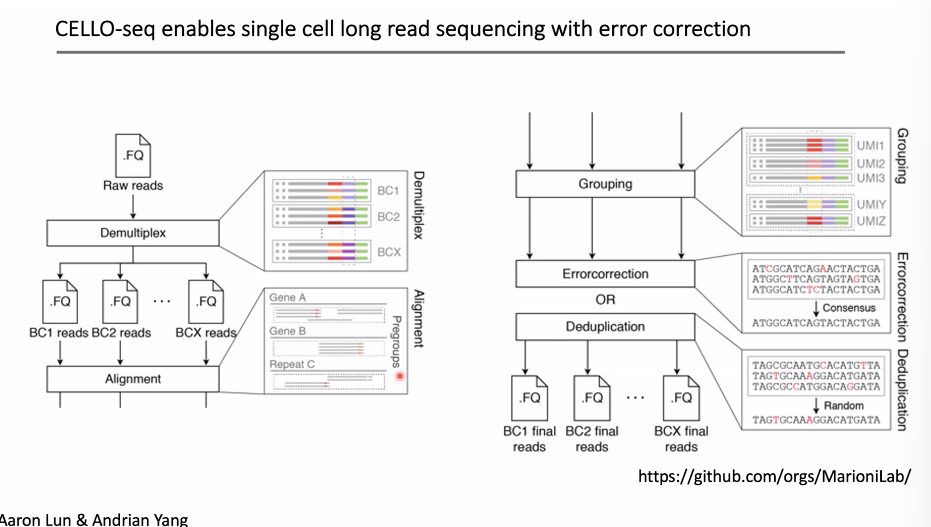 CELLO-seq enables single cell long read sequencing with error correction
.FQ
Raw reads
Demultiplex
BC1
BC2
BCX
Demultiplex
.FQ
.FQ
...
.FQ
BC1 reads
BC2 reads
BCX reads
Alignment
Gene A
Gene B
Repeat C
Pregroups
Alignment
Grouping
UMI1
UMI2
UMI3
UMIY
UMIZ
Grouping
Errorcorrection
ATCGCATCAGAACTACTGA
ATGGCTTCAGTAGTAGTGA
ATGGCATCTCTACTACTGA
Consensus
ATGGCATCAGTACTACTGA
Errorcorrection
OR
Deduplication
TAGCGCAATGCACATGTTA
TAGTGCAAAGGACATGATA
TAGCGCCATGGACAGGATA
Random
TAGTGCAAAGGACATGATA
Deduplication
.FQ
.FQ
...
.FQ
BC1 final
reads
BC2 final
reads
BCX final
reads
https://github.com/orgs/MarioniLab/
Aaron Lun & Andrian Yang